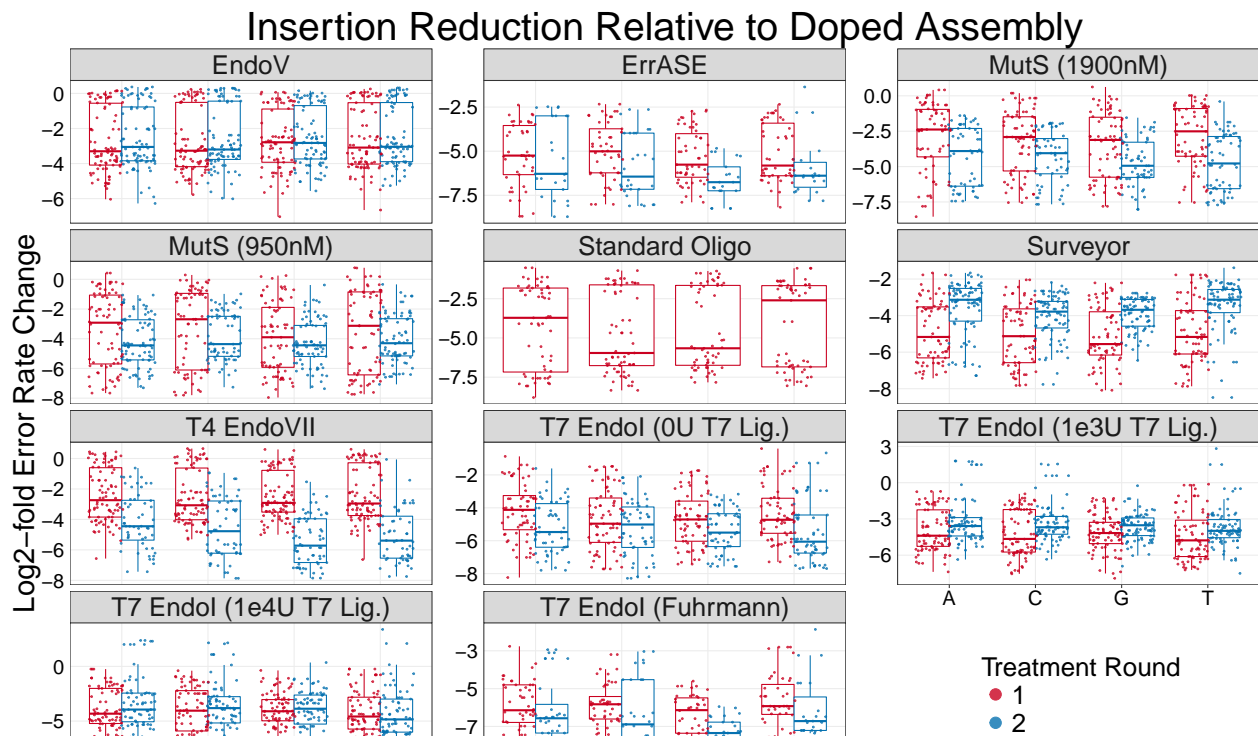 Insertion Reduction Relative to Doped Assembly
Log2−fold Error Rate Change
EndoV
0
−2
−4
−6
ErrASE
−2.5
−5.0
−7.5
MutS (1900nM)
0.0
−2.5
−5.0
−7.5
MutS (950nM)
0
−2
−4
−6
−8
Standard Oligo
−2.5
−5.0
−7.5
Surveyor
−2
−4
−6
−8
T4 EndoVII
0
−2
−4
−6
−8
T7 EndoI (0U T7 Lig.)
−2
−4
−6
−8
T7 EndoI (1e3U T7 Lig.)
3
0
−3
−6
A C G T
T7 EndoI (1e4U T7 Lig.)
0
−5
T7 EndoI (Fuhrmann)
−3
−5
−7
Treatment Round
1
2